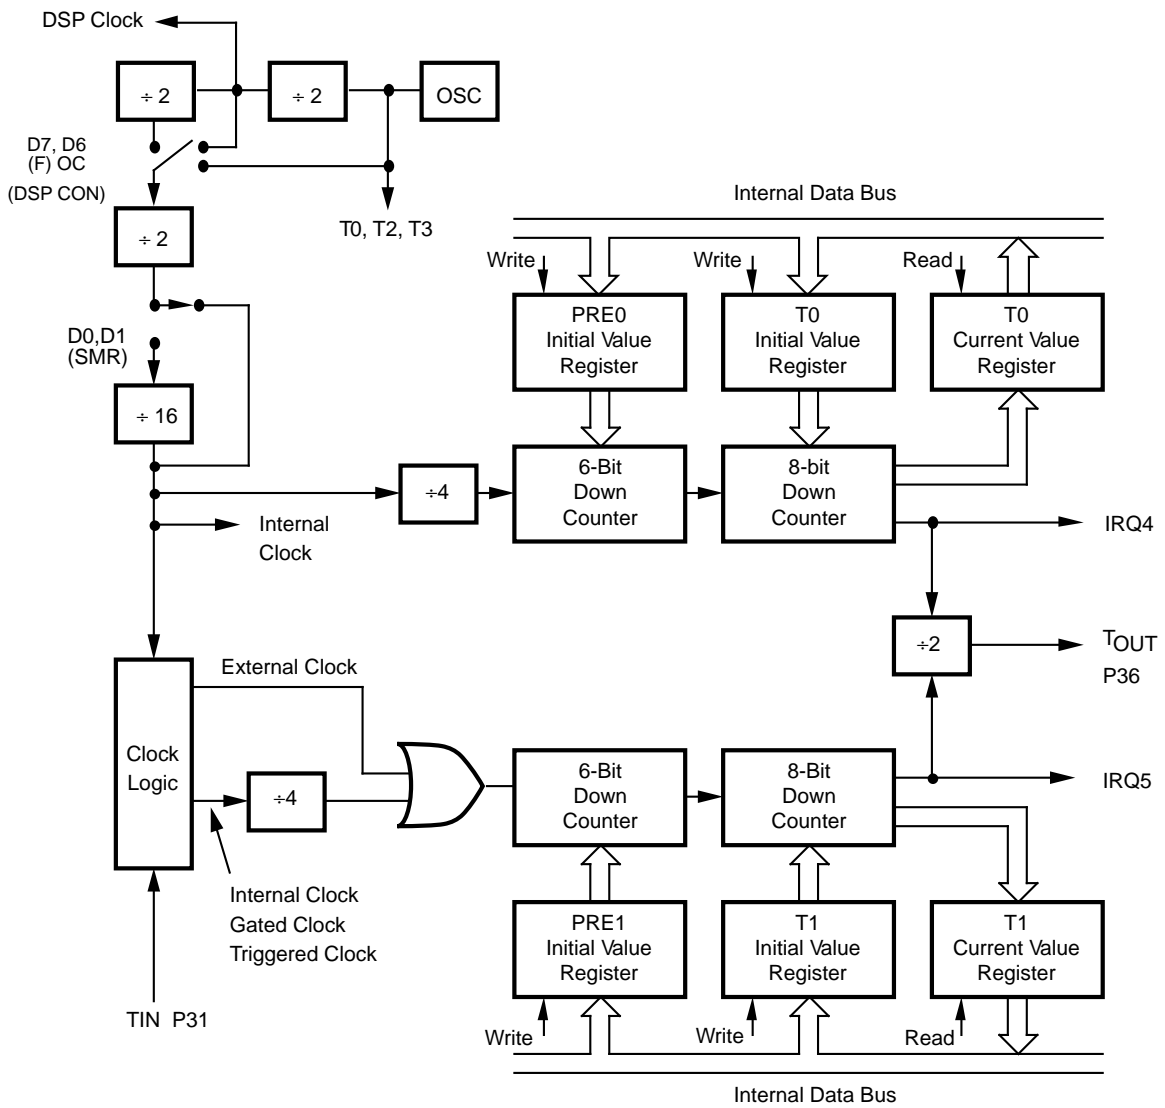 DSP Clock
÷ 2
÷ 2
OSC
D7, D6
(F) OC
(DSP CON)
÷ 2
T0, T2, T3
D0,D1
(SMR)
÷ 16
Internal
Clock
÷4
Internal Data Bus
Write
Write
Read
PRE0
Initial Value
Register
T0
Initial Value
Register
T0
Current Value
Register
6-Bit
Down
Counter
8-bit
Down
Counter
IRQ4
÷2
TOUT
P36
External Clock
Clock
Logic
÷4
Internal Clock
Gated Clock
Triggered Clock
TIN P31
6-Bit
Down
Counter
8-Bit
Down
Counter
IRQ5
PRE1
Initial Value
Register
T1
Initial Value
Register
T1
Current Value
Register
Write
Write
Read
Internal Data Bus